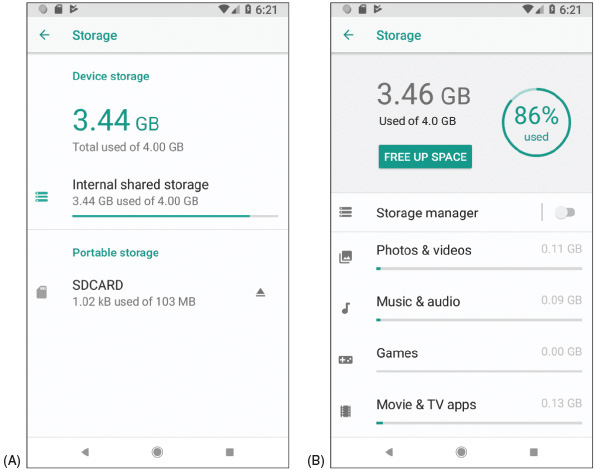 6:21
Storage
Device storage
3.44 GB
Total used of 4.00 GB
Internal shared storage
3.44 GB used of 4.00 GB
Portable storage
SDCARD
1.02 kB used of 103 MB
(A)
6:21
Storage
3.46 GB
Used of 4.0 GB
86%
used
FREE UP SPACE
Storage manager
Photos & videos 0.11 GB
Music & audio 0.09 GB
Games 0.00 GB
Movie & TV apps 0.13 GB
(B)